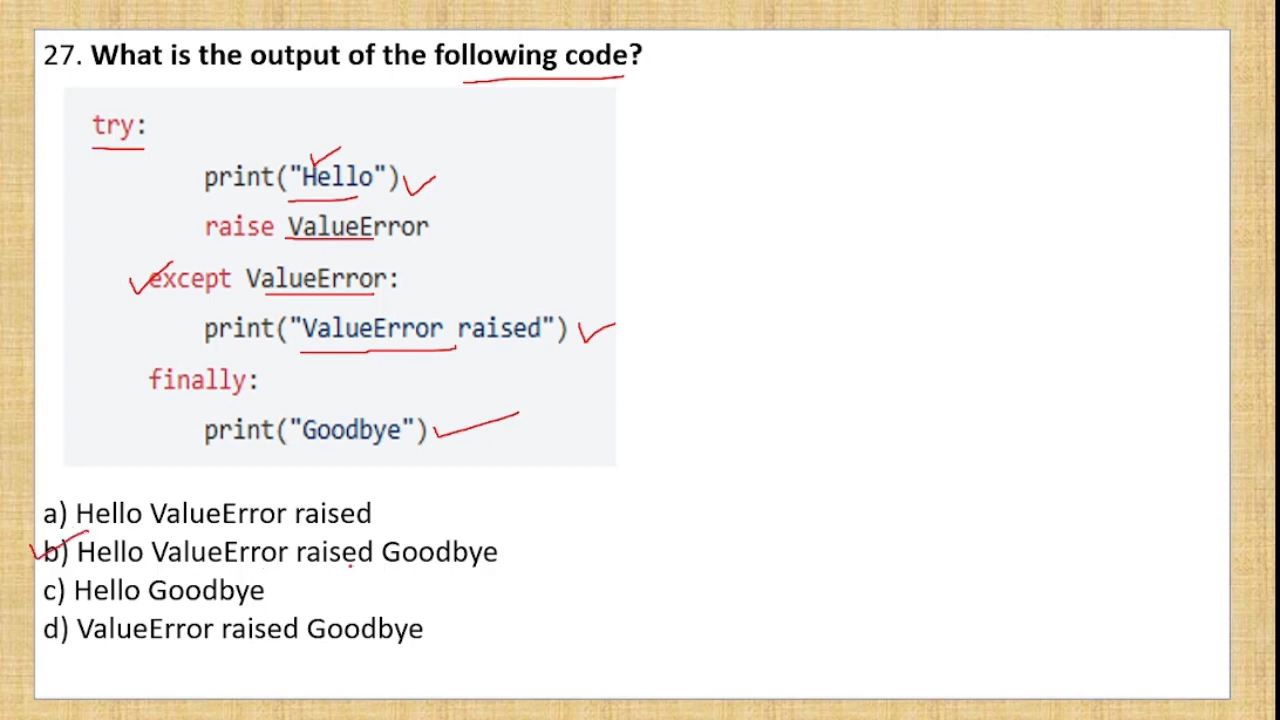 27. What is the output of the following code?
try:
print("Hello")
raise ValueError
except ValueError:
print("ValueError raised")
finally:
print("Goodbye")
a) Hello ValueError raised
b) Hello ValueError raised Goodbye
c) Hello Goodbye
d) ValueError raised Goodbye